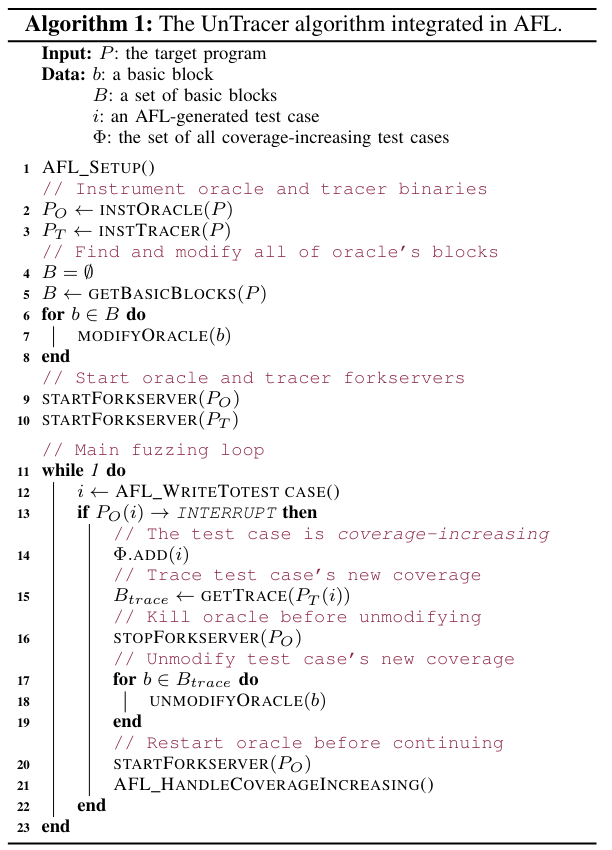 Algorithm 1: The UnTracer algorithm integrated in AFL.
Input: P: the target program
Data: b: a basic block
B: a set of basic blocks
i: an AFL-generated test case
Φ: the set of all coverage-increasing test cases
1 AFL_SETUP()
// Instrument oracle and tracer binaries
2 P_O ← INSTORACLE(P)
3 P_T ← INSTTRACER(P)
// Find and modify all of oracle's blocks
4 B = ∅
5 B ← GETBASICBLOCKS(P)
6 for b ∈ B do
7 MODIFYORACLE(b)
8 end
// Start oracle and tracer forkservers
9 STARTFORKSERVER(P_O)
10 STARTFORKSERVER(P_T)
// Main fuzzing loop
11 while 1 do
12 i ← AFL_WRITETOTEST CASE()
13 if P_O(i) → INTERRUPT then
// The test case is coverage-increasing
14 Φ.ADD(i)
// Trace test case's new coverage
15 B_trace ← GETTRACE(P_T(i))
// Kill oracle before unmodifying
16 STOPFORKSERVER(P_O)
// Unmodify test case's new coverage
17 for b ∈ B_trace do
18 UNMODIFYORACLE(b)
19 end
// Restart oracle before continuing
20 STARTFORKSERVER(P_O)
21 AFL_HANDLECOVERAGEINCREASING()
22 end
23 end